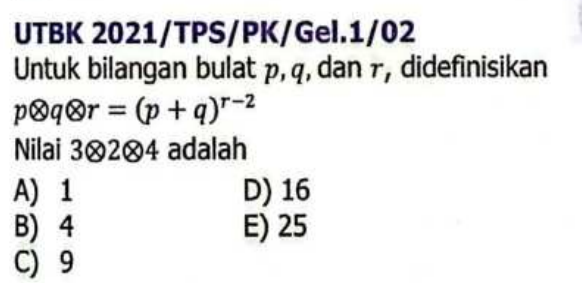 UTBK 2021/TPS/PK/Gel.1/02
Untuk bilangan bulat p, q, dan r, didefinisikan
p⊗q⊗r = (p + q)ʳ⁻²
Nilai 3⊗2⊗4 adalah
A) 1
B) 4
C) 9
D) 16
E) 25